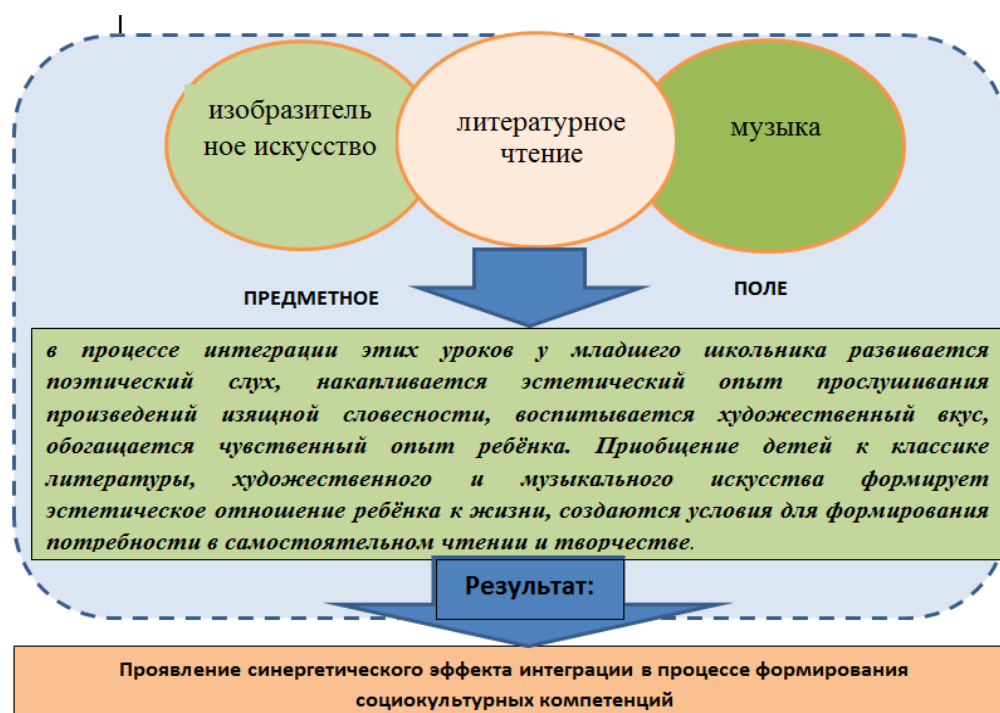 изобразитель
ное искусство
литературное
чтение
музыка
ПРЕДМЕТНОЕ
ПОЛЕ
в процессе интеграции этих уроков у младшего школьника развивается
поэтический слух, накапливается эстетический опыт прослушивания
произведений изящной словесности, воспитывается художественный вкус,
обогащается чувственный опыт ребёнка. Приобщение детей к классике
литературы, художественного и музыкального искусства формирует
эстетическое отношение ребёнка к жизни, создаются условия для формирования
потребности в самостоятельном чтении и творчестве.
Результат:
Проявление синергетического эффекта интеграции в процессе формирования
социокультурных компетенций